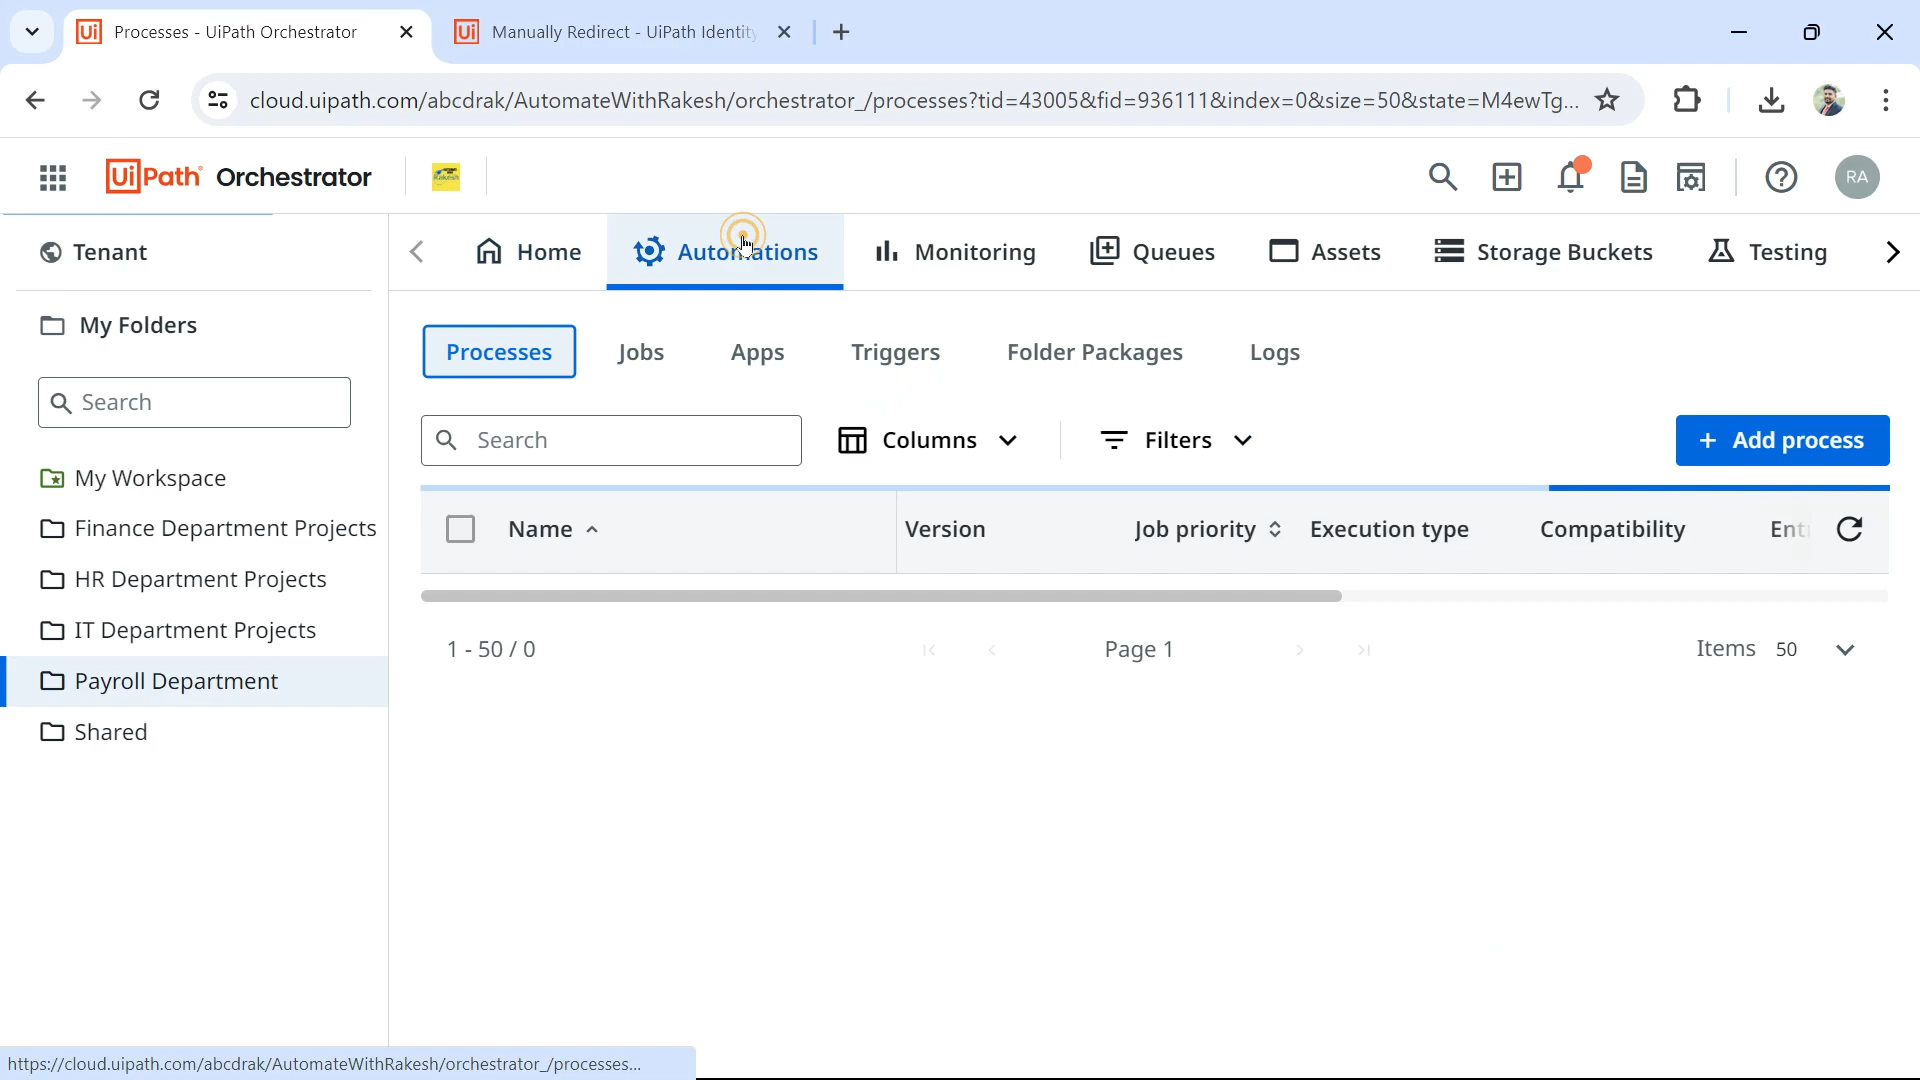 Processes - UiPath Orchestrator
Manually Redirect - UiPath Identity
cloud.uipath.com/abcdrak/AutomateWithRakesh/orchestrator_/processes?tid=43005&fid=936111&index=0&size=50&state=M4ewTg...
UiPath Orchestrator
RA
Tenant
Home
Automations
Monitoring
Queues
Assets
Storage Buckets
Testing
My Folders
Search
My Workspace
Finance Department Projects
HR Department Projects
IT Department Projects
Payroll Department
Shared
Processes
Jobs
Apps
Triggers
Folder Packages
Logs
Search
Columns
Filters
+ Add process
Name
Version
Job priority
Execution type
Compatibility
Ent
1 - 50 / 0
Page 1
Items 50
https://cloud.uipath.com/abcdrak/AutomateWithRakesh/orchestrator_/processes...